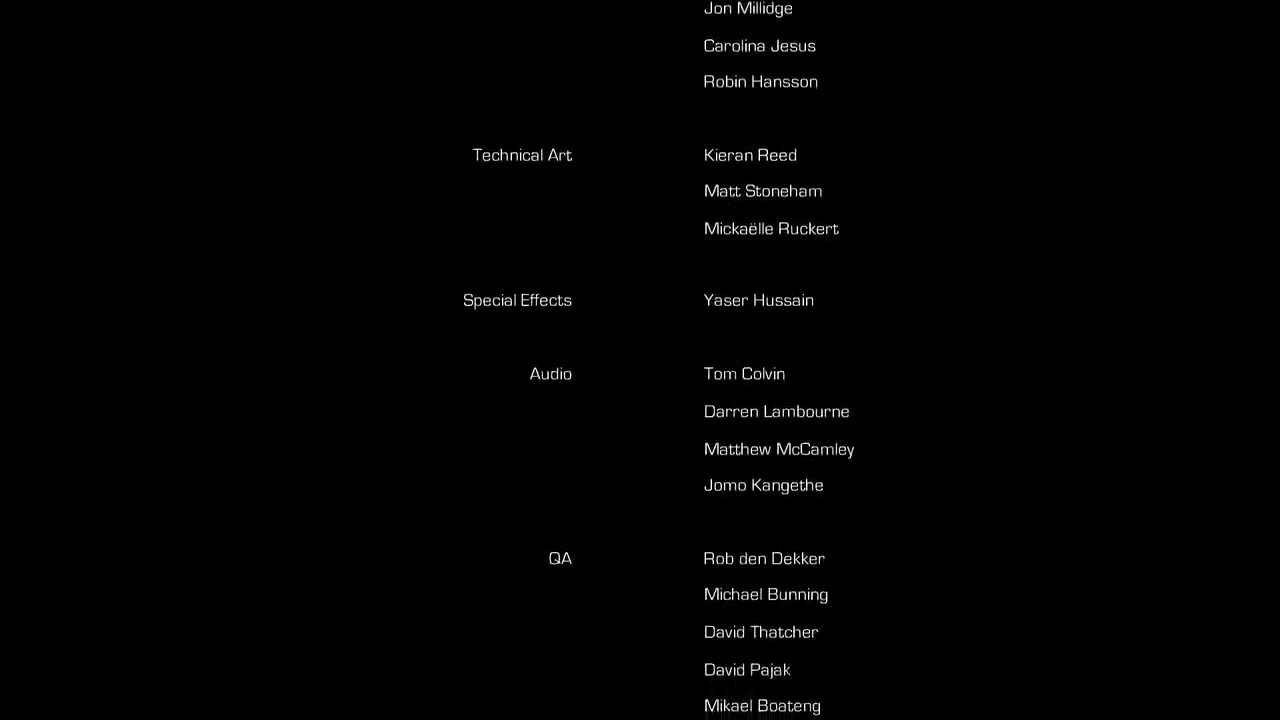 Jon Millidge
Carolina Jesus
Robin Hansson
Technical Art Kieran Reed
Matt Stoneham
Mickaëlle Ruckert
Special Effects Yaser Hussain
Audio Tom Colvin
Darren Lambourne
Matthew McCamley
Jomo Kangethe
QA Rob den Dekker
Michael Bunning
David Thatcher
David Pajak
Mikael Boateng